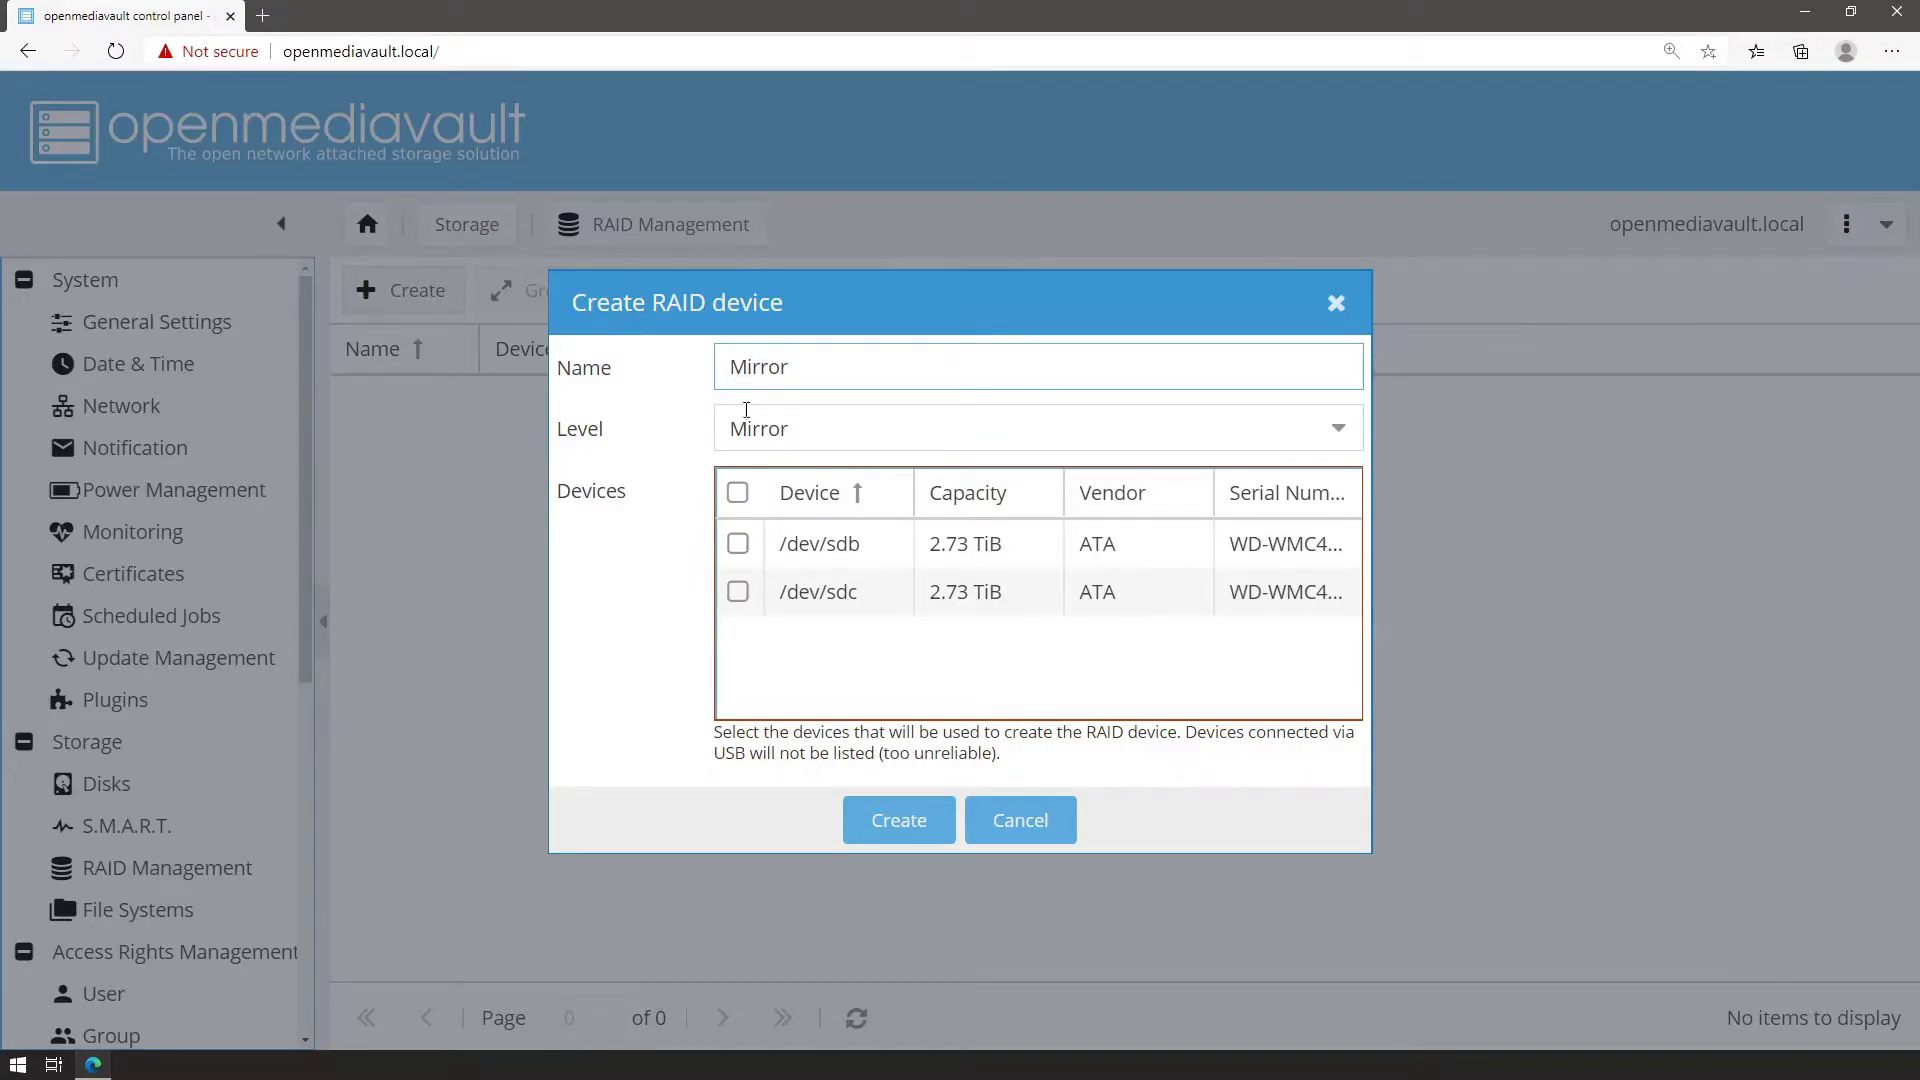 openmediavault control panel -
Not secure
openmediavault.local/
openmediavault
The open network attached storage solution
Storage
RAID Management
openmediavault.local
System
General Settings
Date & Time
Network
Notification
Power Management
Monitoring
Certificates
Scheduled Jobs
Update Management
Plugins
Storage
Disks
S.M.A.R.T.
RAID Management
File Systems
Access Rights Management
User
Group
Create
Gr
Name
Devic
Create RAID device
Name
Mirror
Level
Mirror
Devices
Device Capacity Vendor Serial Num...
/dev/sdb 2.73 TiB ATA WD-WMC4...
/dev/sdc 2.73 TiB ATA WD-WMC4...
Select the devices that will be used to create the RAID device. Devices connected via
USB will not be listed (too unreliable).
Create Cancel
Page 0 of 0
No items to display